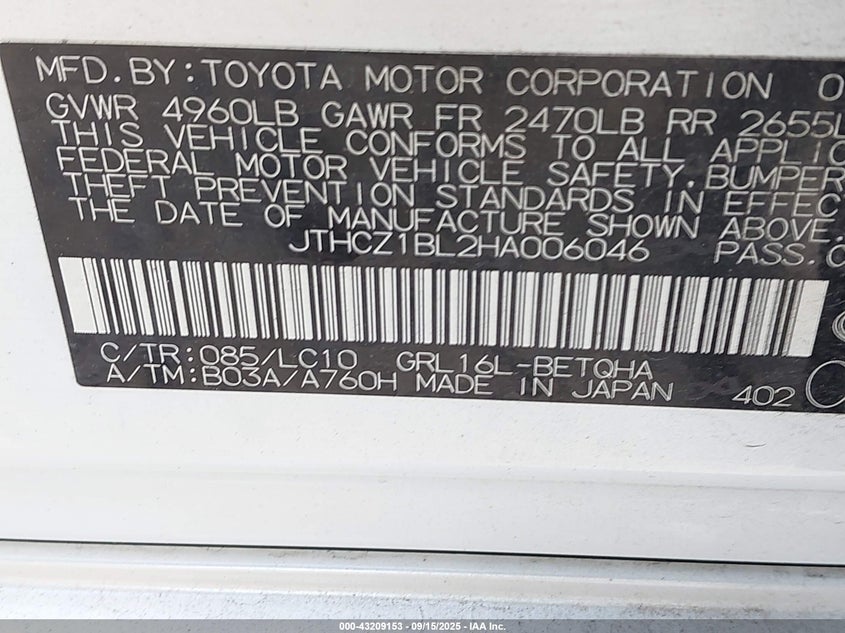 MFD. BY: TOYOTA MOTOR CORPORATION 0
GVWR 4960LB GAWR FR 2470LB RR 2655L
THIS VEHICLE CONFORMS TO ALL APPLIC
FEDERAL MOTOR VEHICLE SAFETY, BUMPER
THEFT PREVENTION STANDARDS IN EFFECT
THE DATE OF MANUFACTURE SHOWN ABOVE.
JTHCZ1BL2HA006046 PASS.C
C/TR: 085/LC10 GRL16L-BETQHA
A/TM: B03A/A760H MADE IN JAPAN 402
000-43209153 - 09/15/2025 - IAA Inc.